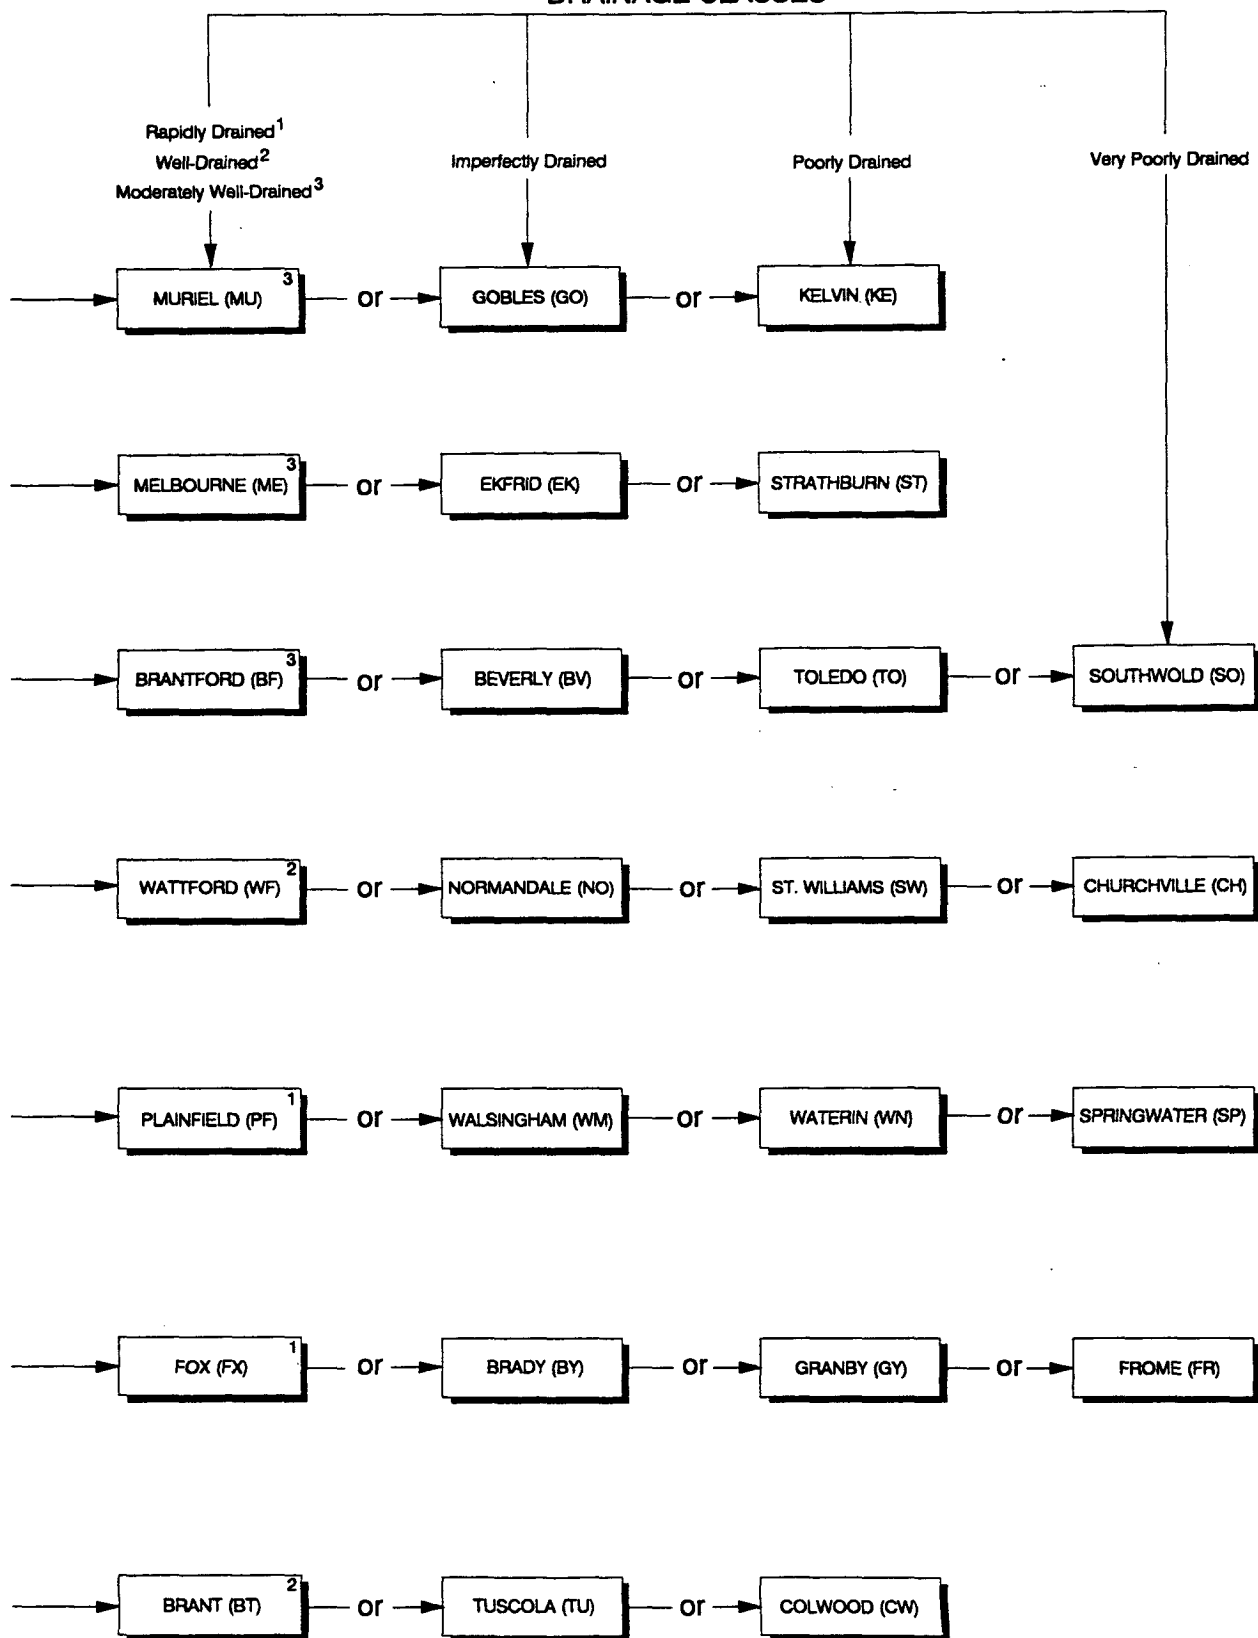 DRAINAGE CLASSES
Rapidly Drained1
Well-Drained2
Moderately Well-Drained3
Imperfectly Drained
Poorly Drained
Very Poorly Drained
MURIEL (MU) 3 or GOBLES (GO) or KELVIN (KE)
MELBOURNE (ME) 3 or EKFRID (EK) or STRATHBURN (ST)
BRANTFORD (BF) 3 or BEVERLY (BV) or TOLEDO (TO) or SOUTHWOLD (SO)
WATTFORD (WF) 2 or NORMANDALE (NO) or ST. WILLIAMS (SW) or CHURCHVILLE (CH)
PLAINFIELD (PF) 1 or WALSINGHAM (WM) or WATERIN (WN) or SPRINGWATER (SP)
FOX (FX) 1 or BRADY (BY) or GRANBY (GY) or FROME (FR)
BRANT (BT) 2 or TUSCOLA (TU) or COLWOOD (CW)